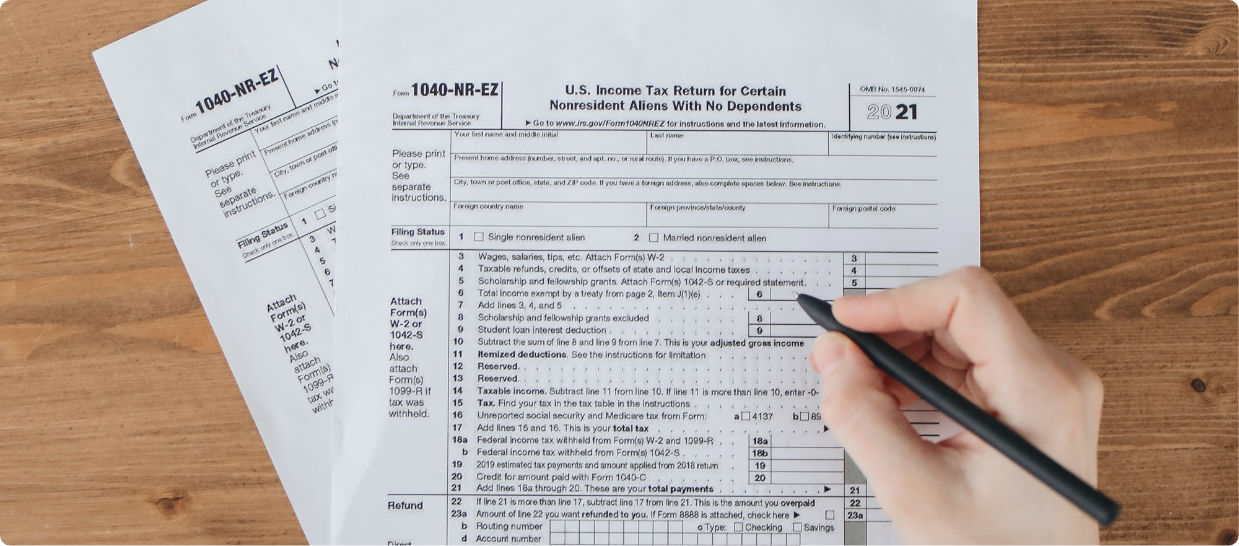 Form 1040-NR-EZ
Department of the Treasury
Internal Revenue Service
U.S. Income Tax Return for Certain
Nonresident Aliens With No Dependents
▶ Go to www.irs.gov/Form1040NREZ for instructions and the latest information.
OMB No. 1545-0074
2021
Please print
or type.
See
separate
instructions.
Your first name and middle initial
Last name
Identifying number (see instructions)
Present home address (number, street, and apt. no., or rural route). If you have a P.O. box, see instructions.
City, town or post office, state, and ZIP code. If you have a foreign address, also complete spaces below. See instructions.
Foreign country name
Foreign province/state/county
Foreign postal code
Filing Status
Check only one box.
1 Single nonresident alien 2 Married nonresident alien
Attach
Form(s)
W-2 or
1042-S
here.
Also
attach
Form(s)
1099-R if
tax was
withheld.
3 Wages, salaries, tips, etc. Attach Form(s) W-2 3
4 Taxable refunds, credits, or offsets of state and local income taxes 4
5 Scholarship and fellowship grants. Attach Form(s) 1042-S or required statement. 5
6 Total income exempt by a treaty from page 2, Item J(1)(e) 6
7 Add lines 3, 4, and 5
8 Scholarship and fellowship grants excluded 8
9 Student loan interest deduction 9
10 Subtract the sum of line 8 and line 9 from line 7. This is your adjusted gross income
11 Itemized deductions. See the instructions for limitation
12 Reserved.
13 Reserved.
14 Taxable income. Subtract line 11 from line 10. If line 11 is more than line 10, enter -0-
15 Tax. Find your tax in the tax table in the instructions
16 Unreported social security and Medicare tax from Form: a 4137 b 89
17 Add lines 15 and 16. This is your total tax ▶
18a Federal income tax withheld from Form(s) W-2 and 1099-R 18a
b Federal income tax withheld from Form(s) 1042-S 18b
19 2019 estimated tax payments and amount applied from 2018 return 19
20 Credit for amount paid with Form 1040-C 20
21 Add lines 18a through 20. These are your total payments ▶ 21
Refund
22 If line 21 is more than line 17, subtract line 17 from line 21. This is the amount you overpaid 22
23a Amount of line 22 you want refunded to you. If Form 8888 is attached, check here ▶ 23a
b Routing number c Type: Checking Savings
d Account number
Direct
Form 1040-NR-EZ
Department of the Treasury
Internal Revenue Service
▶ Go to
Your first name and middle
Present home address
City, town or post
Foreign country
Please print
or type.
See
separate
instructions.
Filing Status
Check only one box.
1
3
4
5
6
7
Attach
Form(s)
W-2 or
1042-S
here.
Also
attach
Form(s)
1099-R
tax